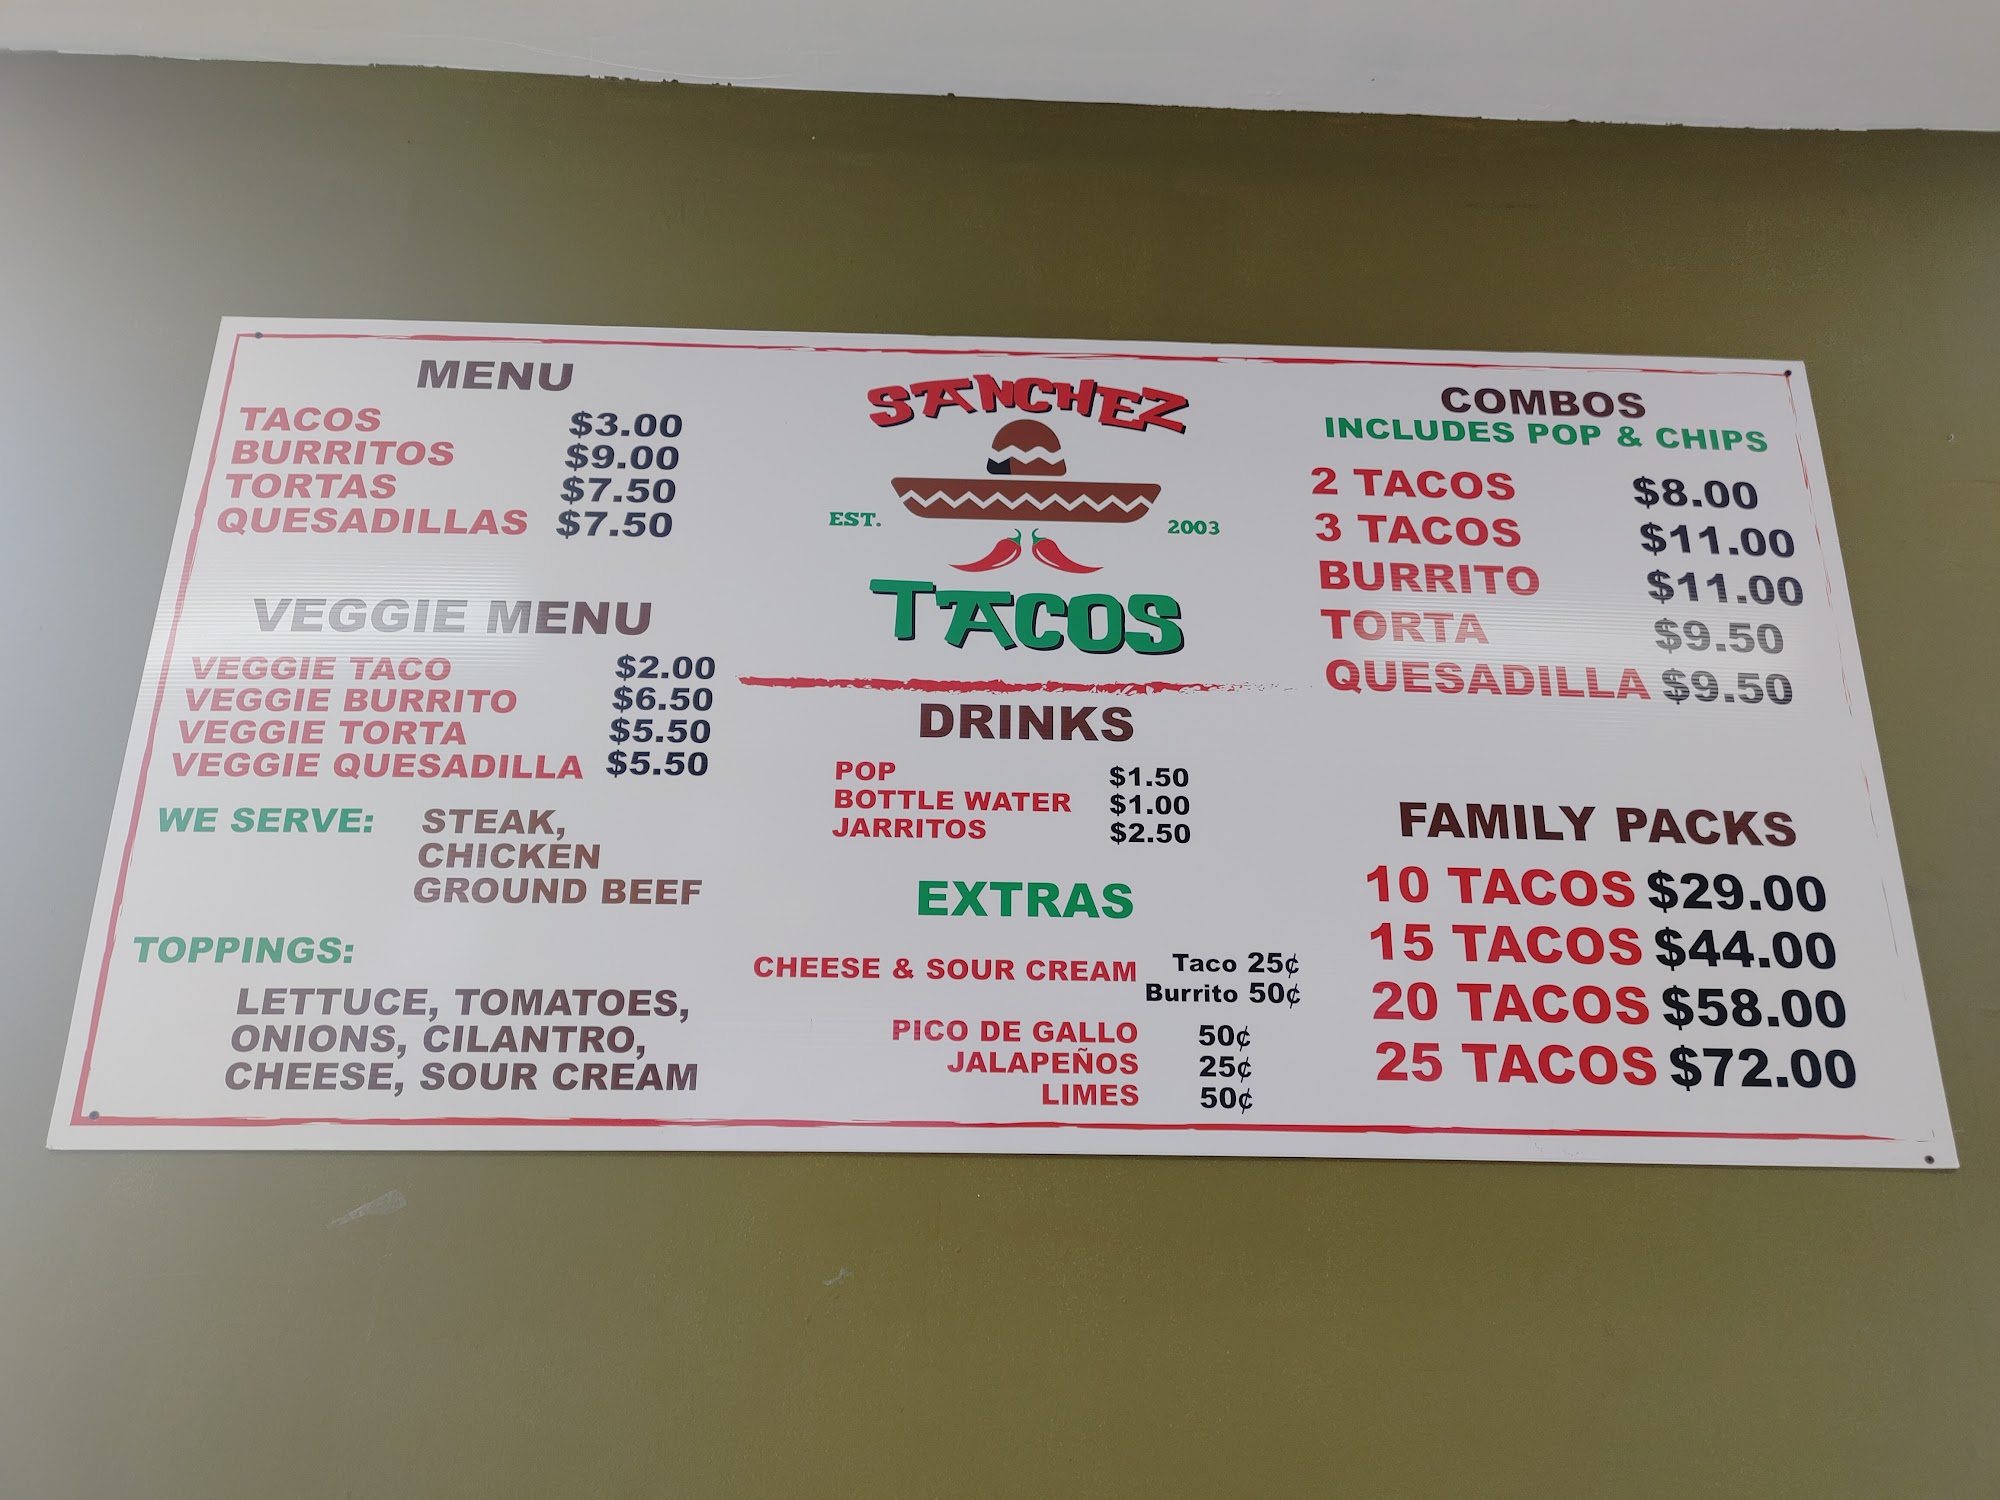 MENU
TACOS $3.00
BURRITOS $9.00
TORTAS $7.50
QUESADILLAS $7.50
VEGGIE MENU
VEGGIE TACO $2.00
VEGGIE BURRITO $6.50
VEGGIE TORTA $5.50
VEGGIE QUESADILLA $5.50
WE SERVE: STEAK,
CHICKEN
GROUND BEEF
TOPPINGS:
LETTUCE, TOMATOES,
ONIONS, CILANTRO,
CHEESE, SOUR CREAM
SANCHEZ
EST. 2003
TACOS
DRINKS
POP $1.50
BOTTLE WATER $1.00
JARRITOS $2.50
EXTRAS
CHEESE & SOUR CREAM Taco 25¢
Burrito 50¢
PICO DE GALLO 50¢
JALAPEÑOS 25¢
LIMES 50¢
COMBOS
INCLUDES POP & CHIPS
2 TACOS $8.00
3 TACOS $11.00
BURRITO $11.00
TORTA $9.50
QUESADILLA $9.50
FAMILY PACKS
10 TACOS $29.00
15 TACOS $44.00
20 TACOS $58.00
25 TACOS $72.00